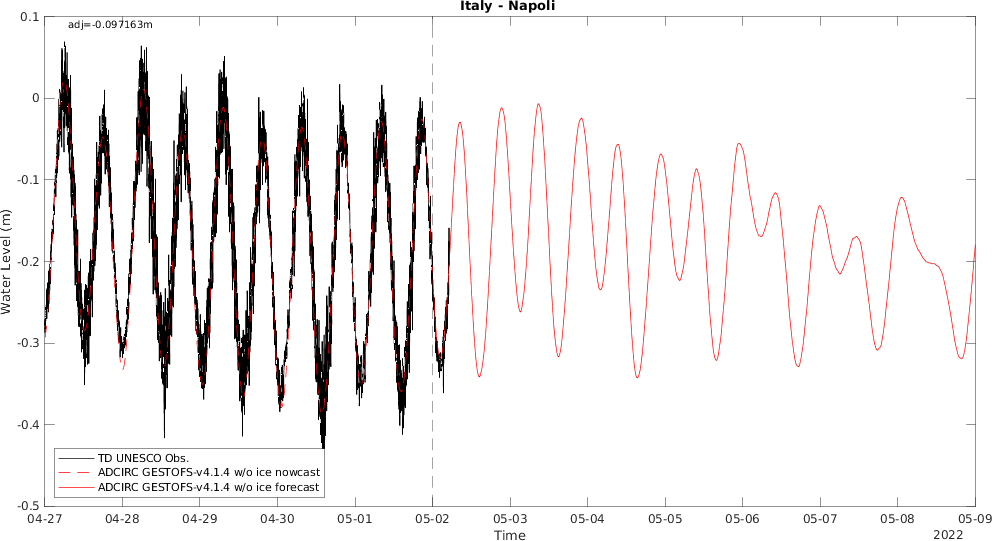 Italy - Napoli
adj=-0.097163m
0.1
0
-0.1
-0.2
-0.3
-0.4
-0.5
Water Level (m)
TD UNESCO Obs.
ADCIRC GESTOFS-v4.1.4 w/o ice nowcast
ADCIRC GESTOFS-v4.1.4 w/o ice forecast
04-27 04-28 04-29 04-30 05-01 05-02 05-03 05-04 05-05 05-06 05-07 05-08 05-09
Time
2022